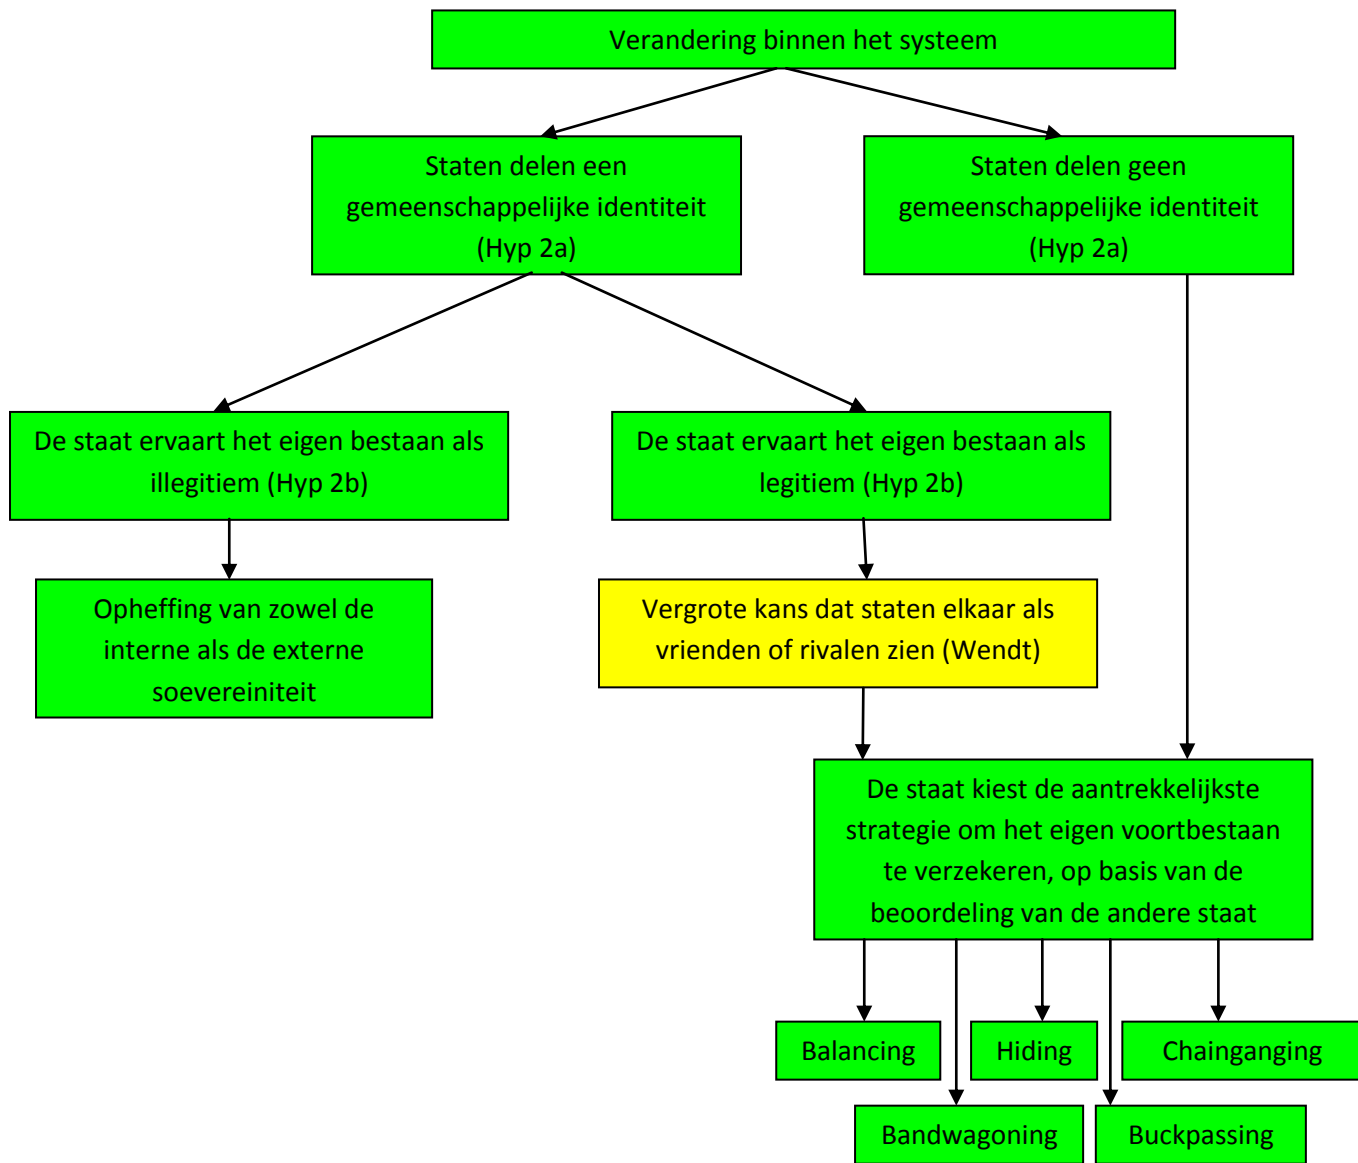 Verandering binnen het systeem
Staten delen een
gemeenschappelijke identiteit
(Hyp 2a)
Staten delen geen
gemeenschappelijke identiteit
(Hyp 2a)
De staat ervaart het eigen bestaan als
illegitiem (Hyp 2b)
De staat ervaart het eigen bestaan als
legitiem (Hyp 2b)
Opheffing van zowel de
interne als de externe
soevereiniteit
Vergrote kans dat staten elkaar als
vrienden of rivalen zien (Wendt)
De staat kiest de aantrekkelijkste
strategie om het eigen voortbestaan
te verzekeren, op basis van de
beoordeling van de andere staat
Balancing
Hiding
Chainganging
Bandwagoning
Buckpassing